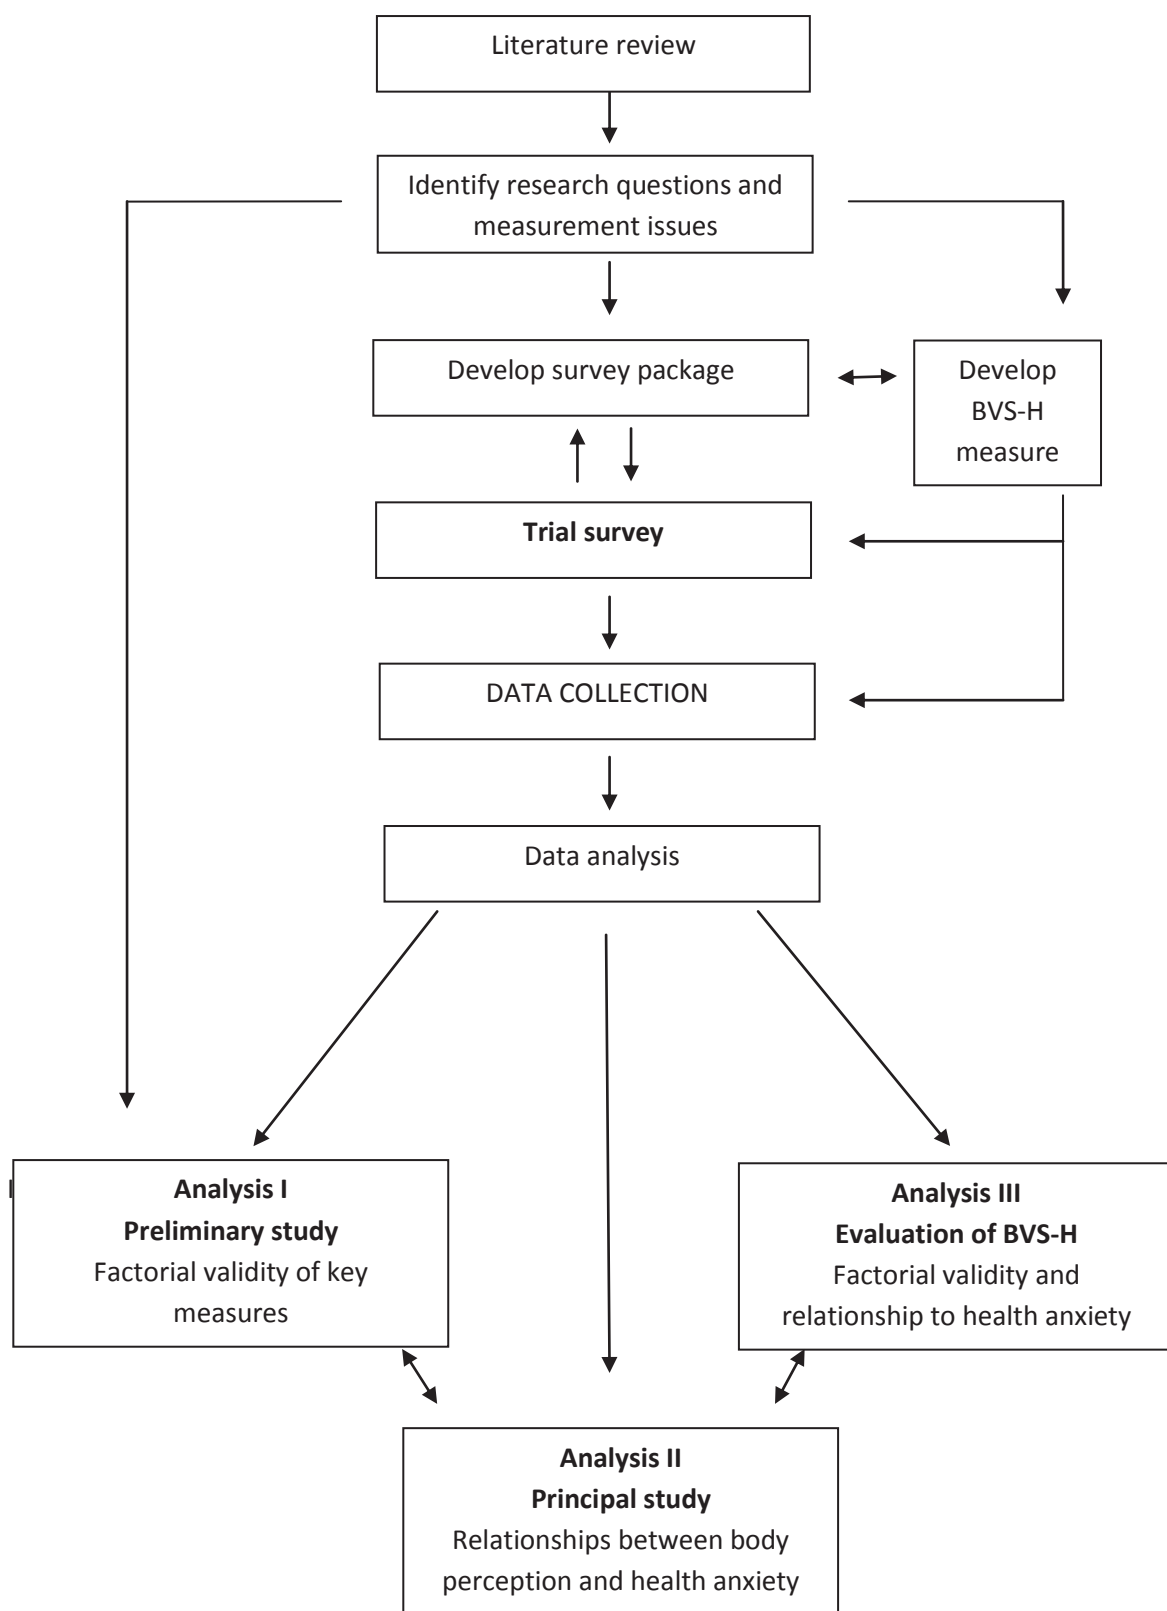 Literature review
Identify research questions and
measurement issues
Develop survey package
Develop
BVS-H
measure
Trial survey
DATA COLLECTION
Data analysis
Analysis I
Preliminary study
Factorial validity of key
measures
Analysis III
Evaluation of BVS-H
Factorial validity and
relationship to health anxiety
Analysis II
Principal study
Relationships between body
perception and health anxiety